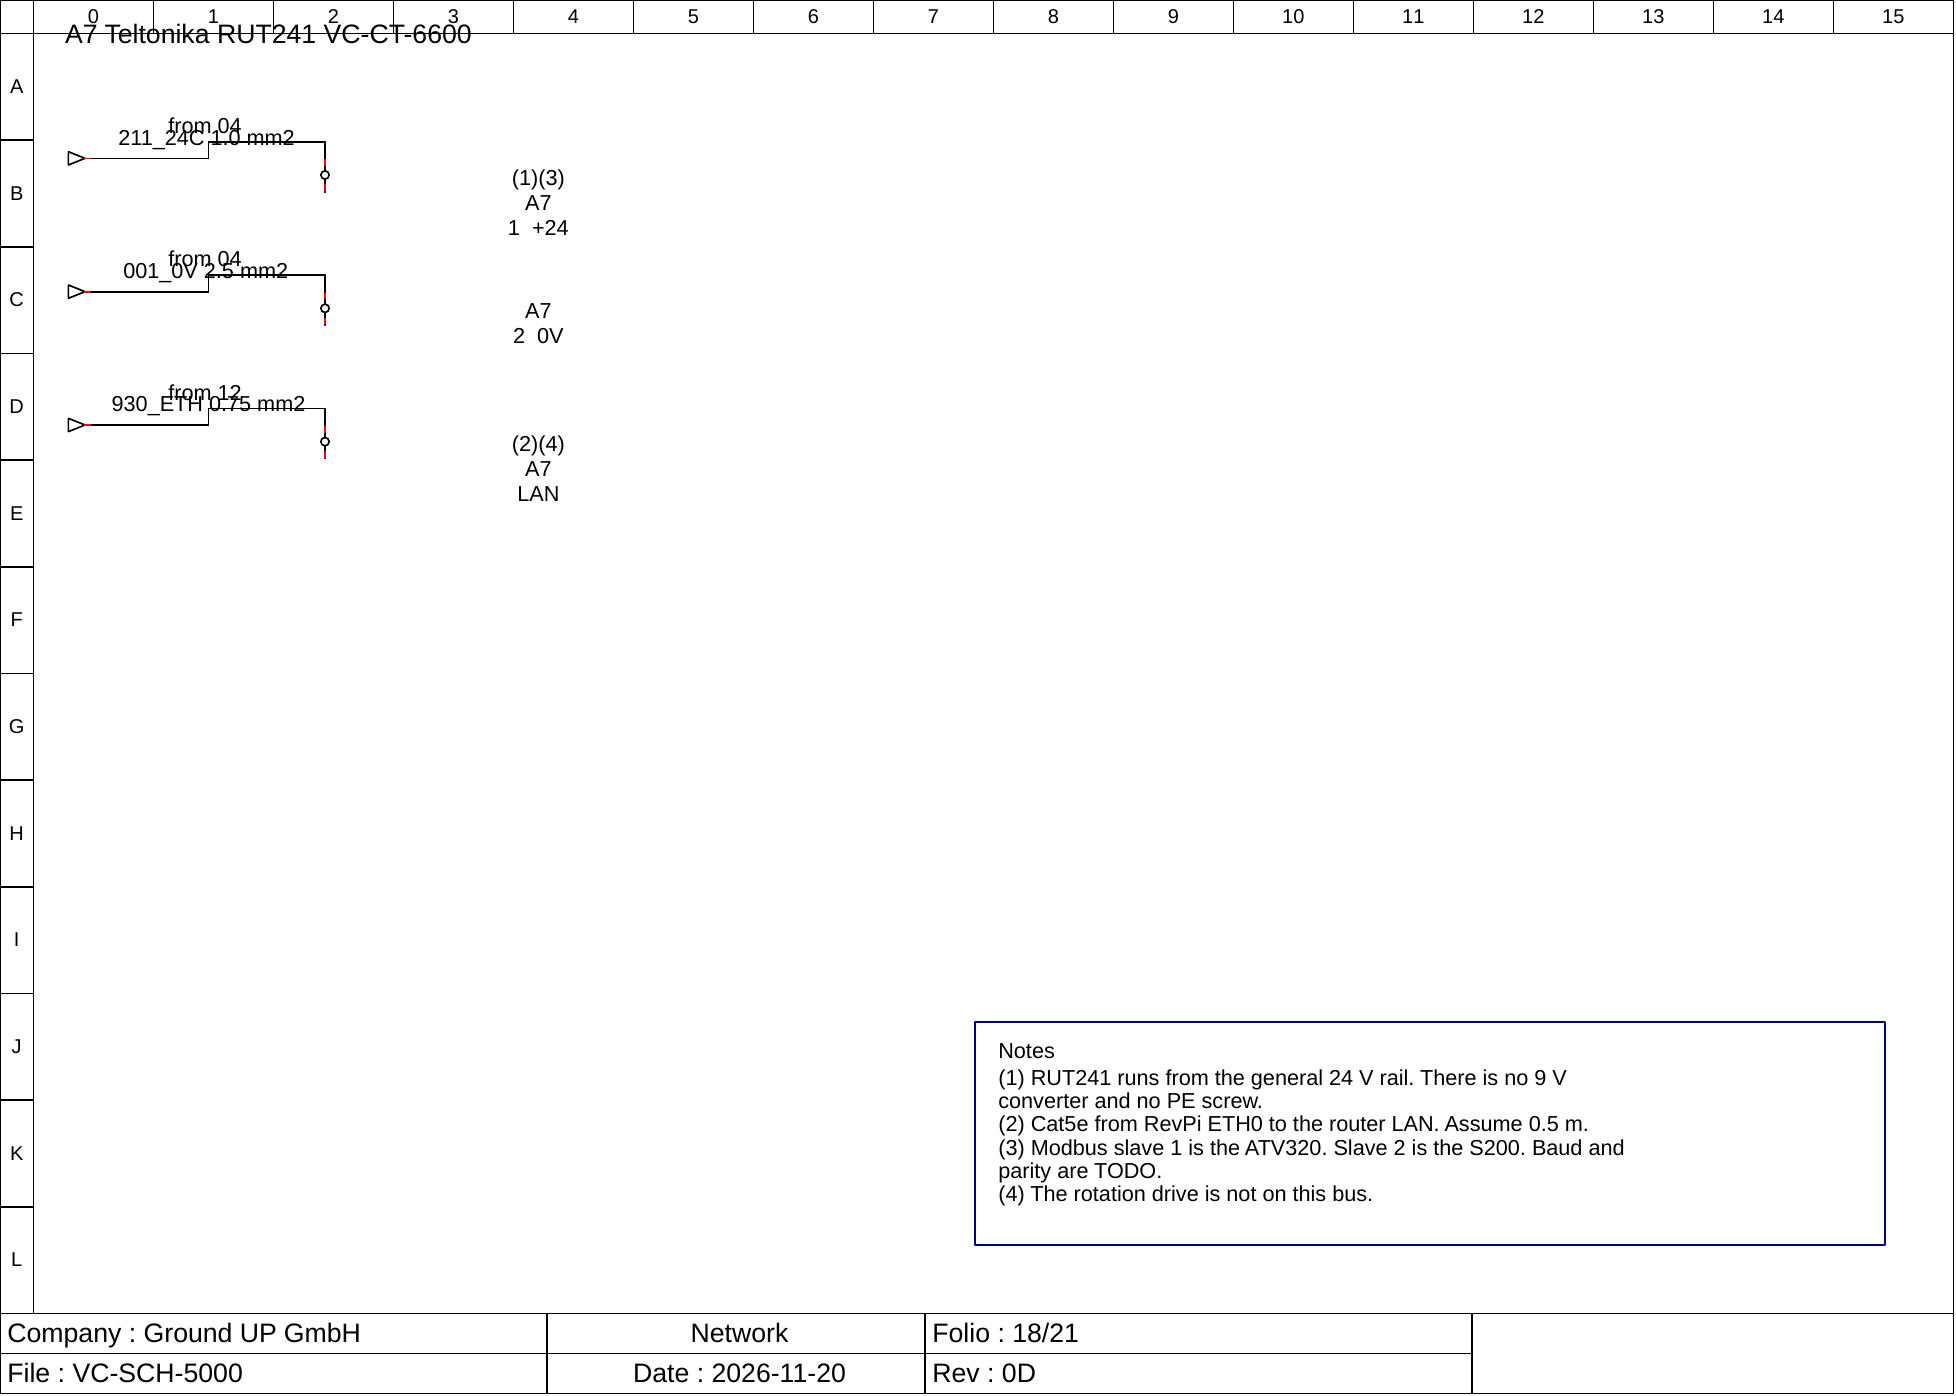 0 1 2 3 4 5 6 7 8 9 10 11 12 13 14 15
A7 Teltonika RUT241 VC-CT-6600
A
from 04
211_24C 1.0 mm2
B
(1)(3)
A7
1 +24
from 04
001_0V 2.5 mm2
C
A7
2 0V
from 12
930_ETH 0.75 mm2
D
(2)(4)
A7
LAN
E
F
G
H
I
J
K
L
Notes
(1) RUT241 runs from the general 24 V rail. There is no 9 V
converter and no PE screw.
(2) Cat5e from RevPi ETH0 to the router LAN. Assume 0.5 m.
(3) Modbus slave 1 is the ATV320. Slave 2 is the S200. Baud and
parity are TODO.
(4) The rotation drive is not on this bus.
Company : Ground UP GmbH
Network
Folio : 18/21
File : VC-SCH-5000
Date : 2026-11-20
Rev : 0D